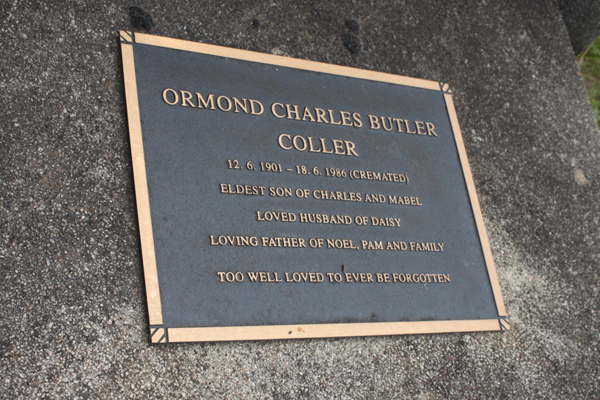 ORMOND CHARLES BUTLER
COLLER
12. 6. 1901 – 18. 6. 1986 (CREMATED)
ELDEST SON OF CHARLES AND MABEL
LOVED HUSBAND OF DAISY
LOVING FATHER OF NOEL, PAM AND FAMILY
TOO WELL LOVED TO EVER BE FORGOTTEN